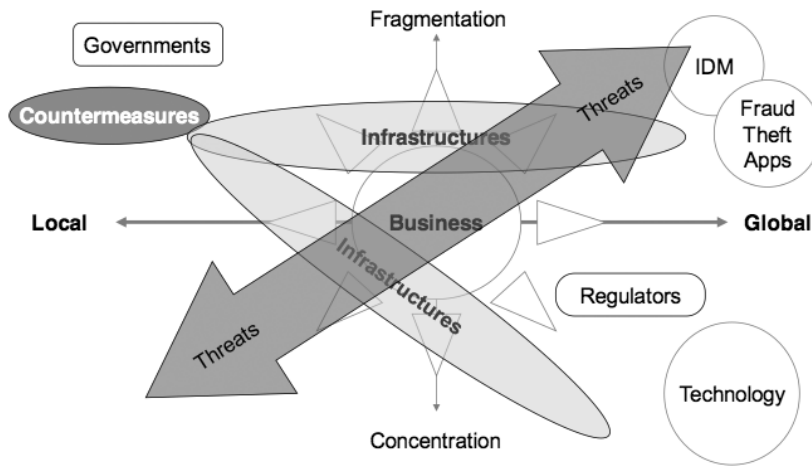 Fragmentation
Governments
IDM
Countermeasures
Threats
Fraud
Theft
Apps
Infrastructures
Local
Business
Global
Infrastructures
Regulators
Threats
Technology
Concentration